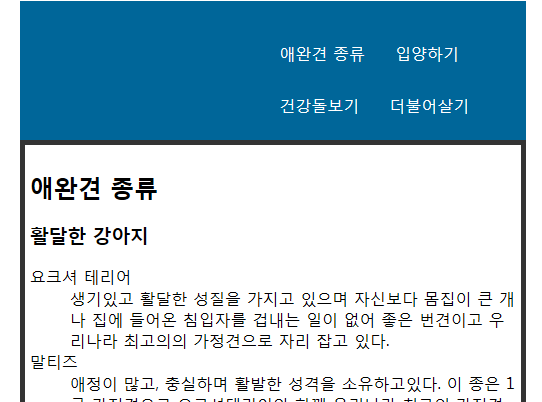 애완견 종류 입양하기
건강돌보기 더불어살기
애완견 종류
활달한 강아지
요크셔 테리어
생기있고 활달한 성질을 가지고 있으며 자신보다 몸집이 큰 개
나 집에 들어온 침입자를 겁내는 일이 없어 좋은 번견이고 우
리나라 최고의의 가정견으로 자리 잡고 있다.
말티즈
애정이 많고, 충실하며 활발한 성격을 소유하고있다. 이 종은 1